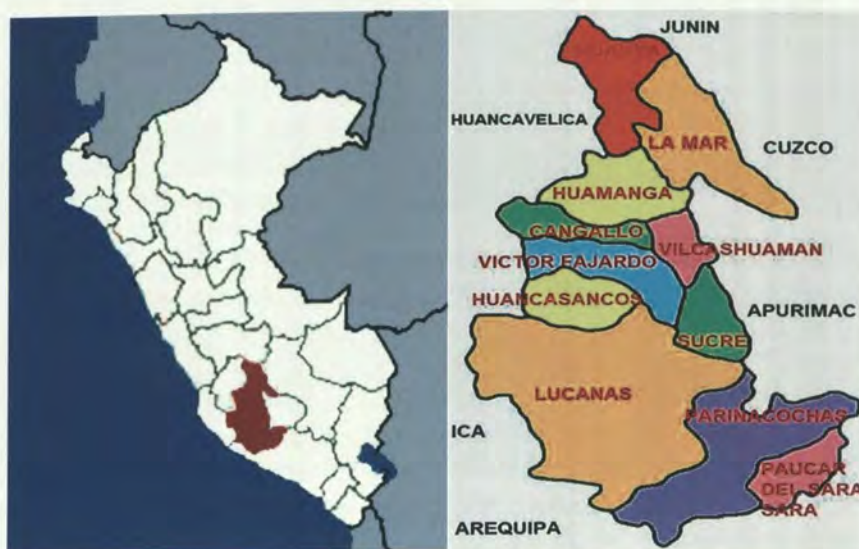 JUNIN
HUANCAVELICA
LA MAR
CUZCO
HUAMANGA
CANGALLO
VICTOR EAJARDO
VILCASHUAMAN
HUANCASANCOS
APURIMAC
SUCRE
LUCANAS
PARINACOCHAS
ICA
PAUCAR
DEL SARA
SARA
AREQUIPA